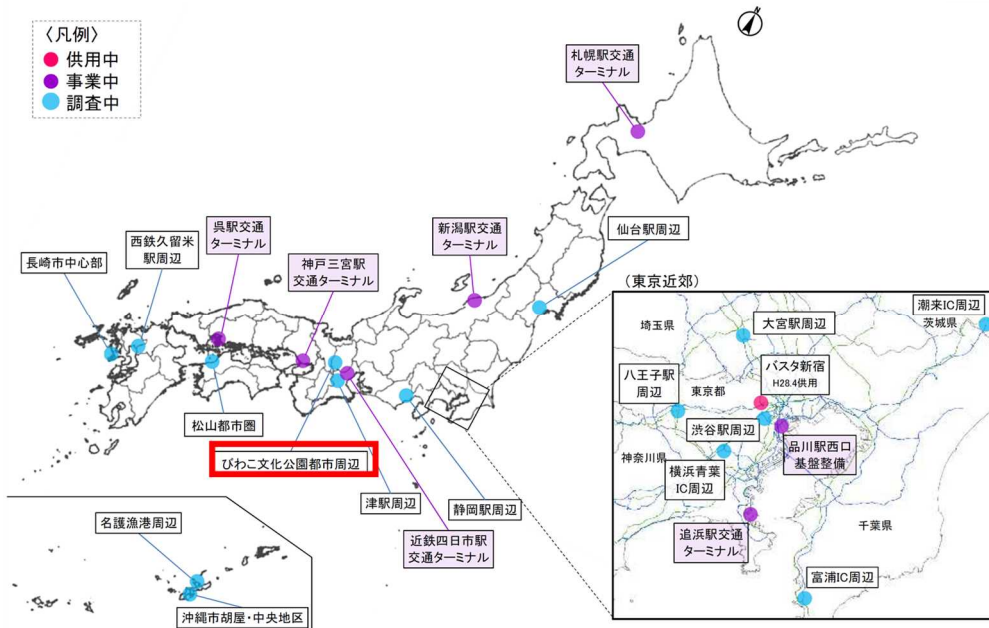 〈凡例〉
供用中
事業中
調査中
札幌駅交通
ターミナル
新潟駅交通
ターミナル
仙台駅周辺
呉駅交通
ターミナル
西鉄久留米
駅周辺
長崎市中心部
神戸三宮駅
交通ターミナル
松山都市圏
びわこ文化公園都市周辺
津駅周辺
静岡駅周辺
近鉄四日市駅
交通ターミナル
名護漁港周辺
沖縄市胡屋・中央地区
(東京近郊)
潮来IC周辺
茨城県
埼玉県
大宮駅周辺
八王子駅
周辺
東京都
バスタ新宿
H28.4供用
渋谷駅周辺
品川駅西口
基盤整備
神奈川県
横浜青葉
IC周辺
追浜駅交通
ターミナル
千葉県
富浦IC周辺